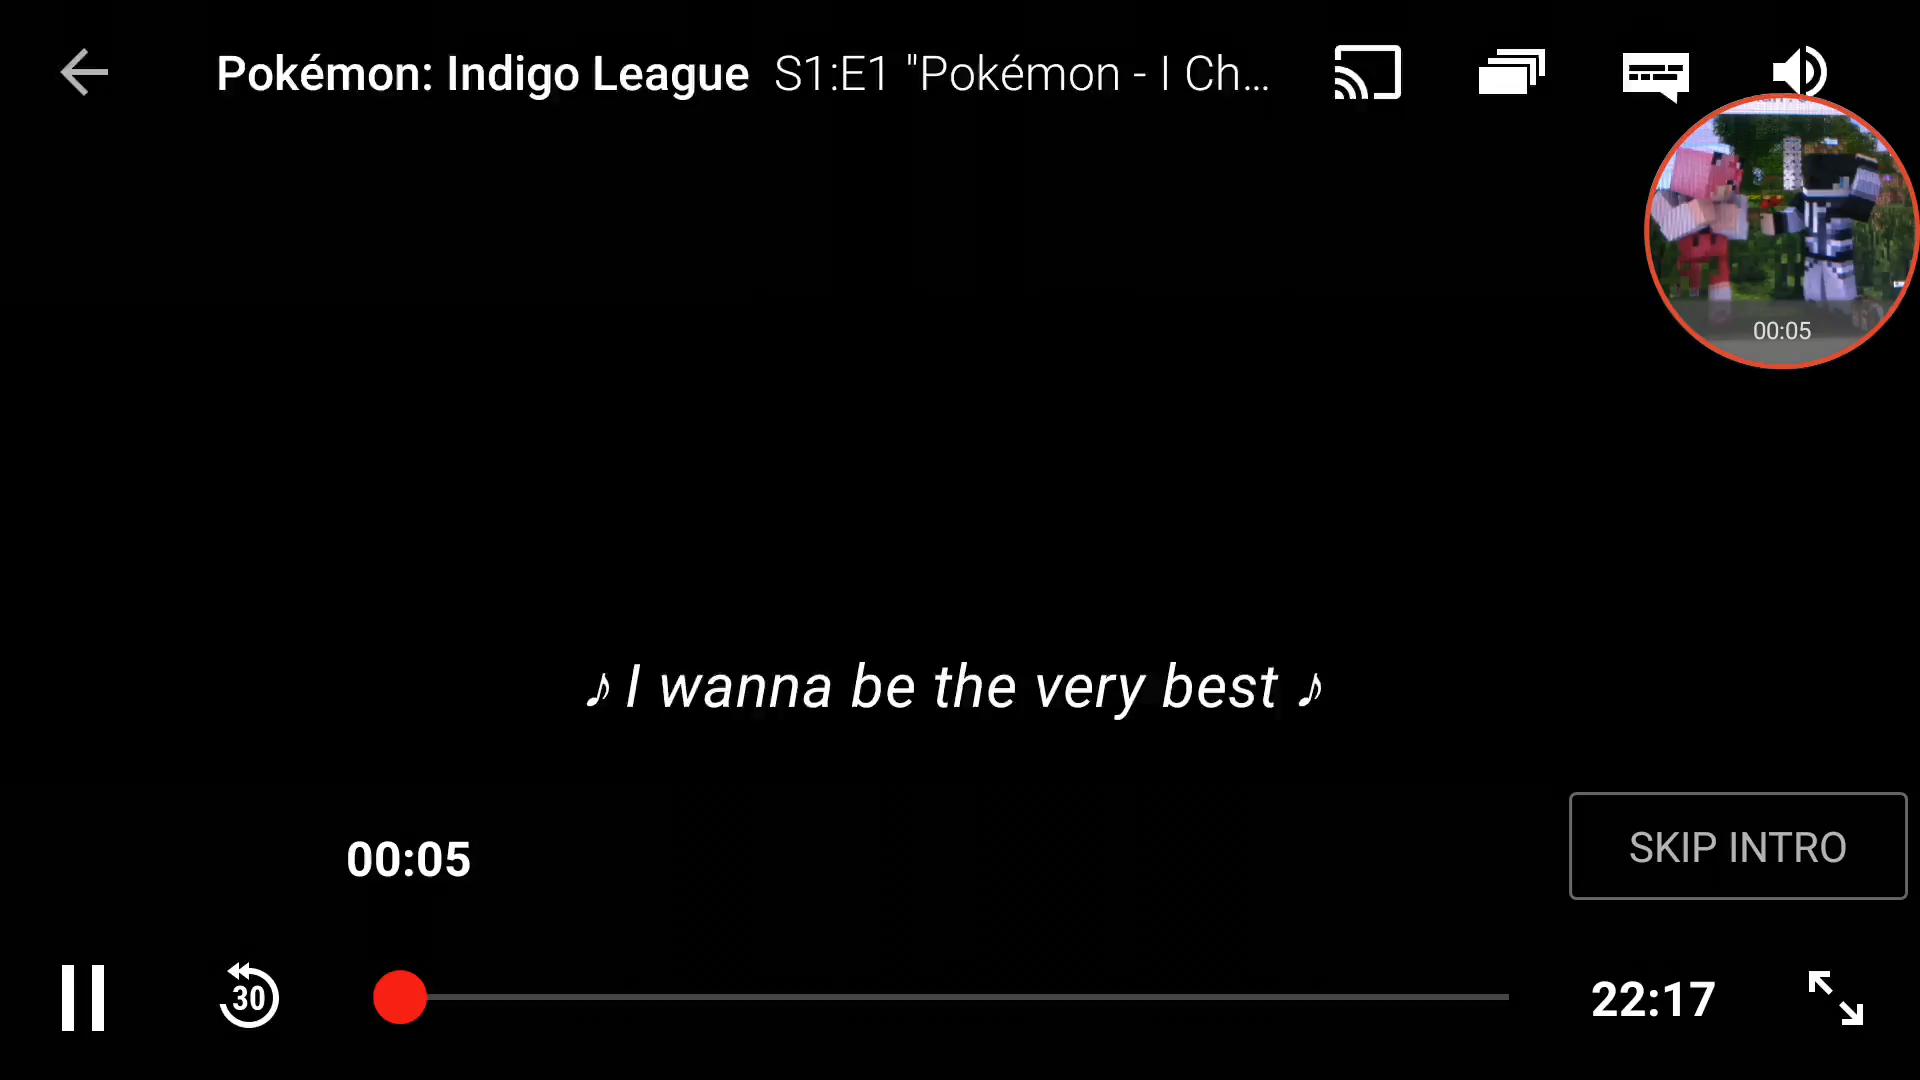 Pokémon: Indigo League S1:E1 "Pokémon - I Ch...
00:05
♪ I wanna be the very best ♪
00:05
SKIP INTRO
30
22:17